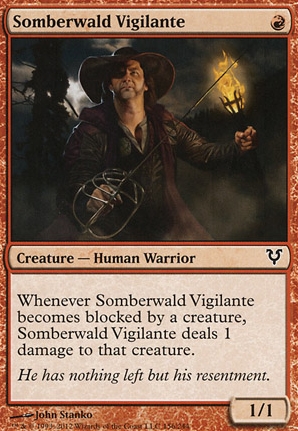 Somberwald Vigilante
Creature — Human Warrior
Whenever Somberwald Vigilante
becomes blocked by a creature,
Somberwald Vigilante deals 1
damage to that creature.
He has nothing left but his resentment.
John Stanko
1/1